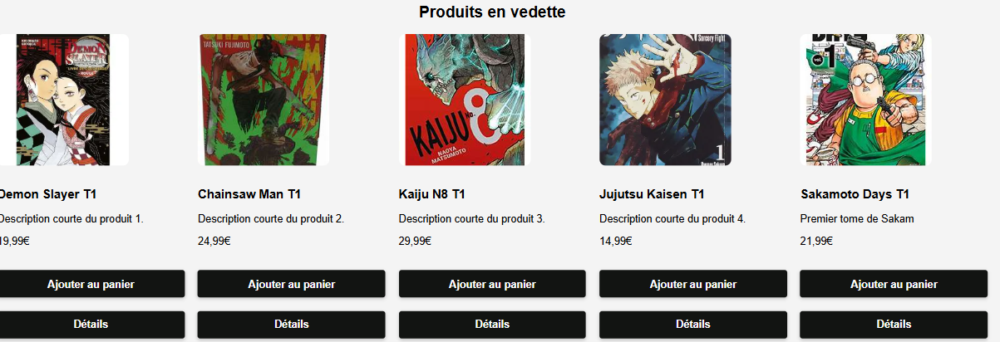 Produits en vedette
DEMON
SLAYER
ROUGE
TATSUKI FUJIMOTO
KAIJU No. 8
NAOYA
MATSUMOTO
Sorcery Fight
1
DAYS
vol. 1
Demon Slayer T1
Chainsaw Man T1
Kaiju N8 T1
Jujutsu Kaisen T1
Sakamoto Days T1
Description courte du produit 1.
Description courte du produit 2.
Description courte du produit 3.
Description courte du produit 4.
Premier tome de Sakam
19,99€
24,99€
29,99€
14,99€
21,99€
Ajouter au panier
Ajouter au panier
Ajouter au panier
Ajouter au panier
Ajouter au panier
Détails
Détails
Détails
Détails
Détails